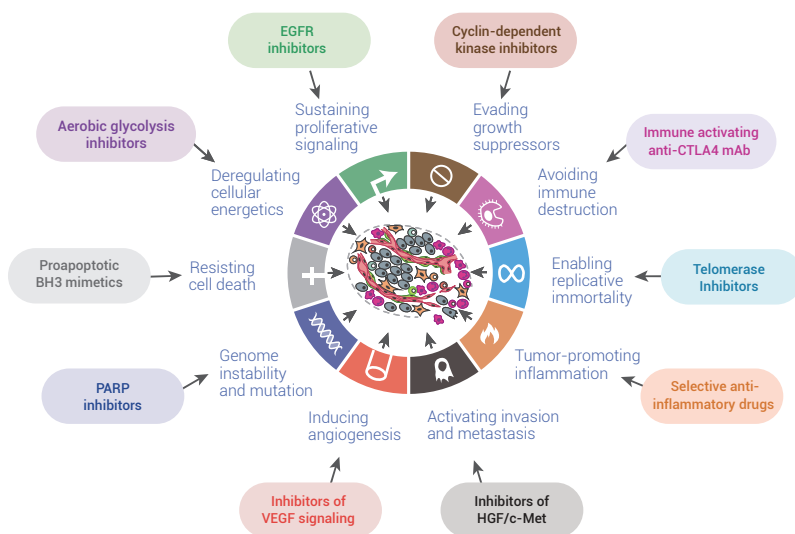 EGFR
inhibitors
Cyclin-dependent
kinase inhibitors
Sustaining
proliferative
signaling
Evading
growth
suppressors
Aerobic glycolysis
inhibitors
Immune activating
anti-CTLA4 mAb
Deregulating
cellular
energetics
Avoiding
immune
destruction
Proapoptotic
BH3 mimetics
Resisting
cell death
Enabling
replicative
immortality
Telomerase
Inhibitors
Genome
instability
and mutation
Tumor-promoting
inflammation
PARP
inhibitors
Selective anti-
inflammatory drugs
Inducing
angiogenesis
Activating invasion
and metastasis
Inhibitors of
VEGF signaling
Inhibitors of
HGF/c-Met